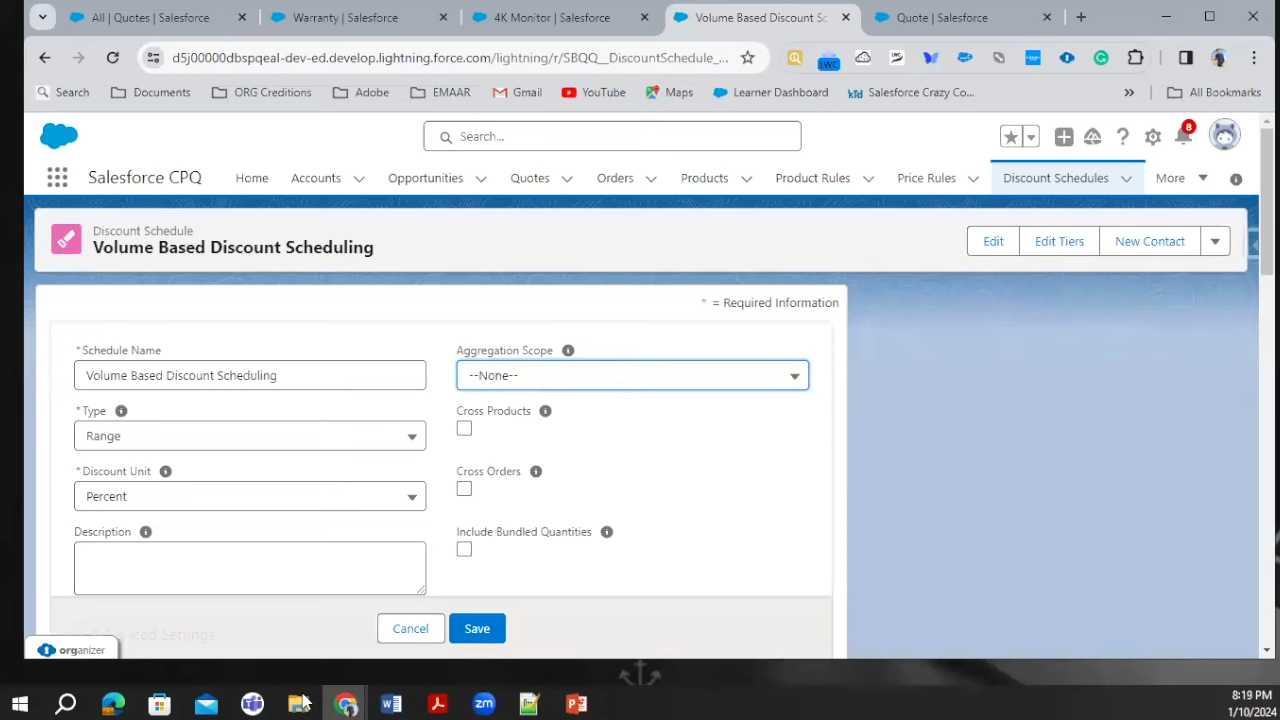 All | Quotes | Salesforce
Warranty | Salesforce
4K Monitor | Salesforce
Volume Based Discount Sc
Quote | Salesforce
d5j00000dbspqeal-dev-ed.develop.lightning.force.com/lightning/r/SBQQ__DiscountSchedule_...
Search
Documents
ORG Creditions
Adobe
EMAAR
Gmail
YouTube
Maps
Learner Dashboard
Salesforce Crazy Co...
All Bookmarks
Search...
8
Salesforce CPQ
Home
Accounts
Opportunities
Quotes
Orders
Products
Product Rules
Price Rules
Discount Schedules
More
Discount Schedule
Volume Based Discount Scheduling
Edit
Edit Tiers
New Contact
* = Required Information
*Schedule Name
Volume Based Discount Scheduling
Aggregation Scope
--None--
*Type
Range
Cross Products
*Discount Unit
Percent
Cross Orders
Description
Include Bundled Quantities
Cancel
Save
organizer
8:19 PM
1/10/2024